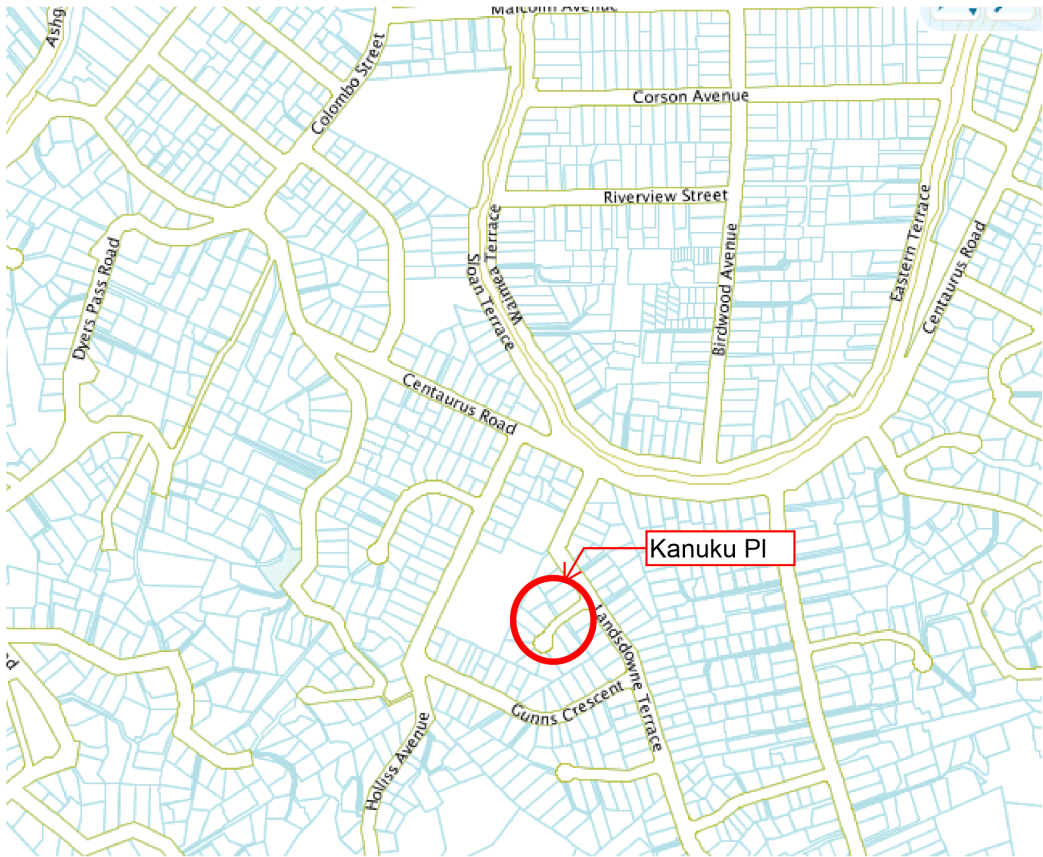 Malcolm Avenue
Ashg
Colombo Street
Corson Avenue
Riverview Street
Waimea Terrace
Sloan Terrace
Birdwood Avenue
Eastern Terrace
Centaurus Road
Dyers Pass Road
Centaurus Road
Kanuku Pl
Landsdowne Terrace
Gunns Crescent
Holliss Avenue